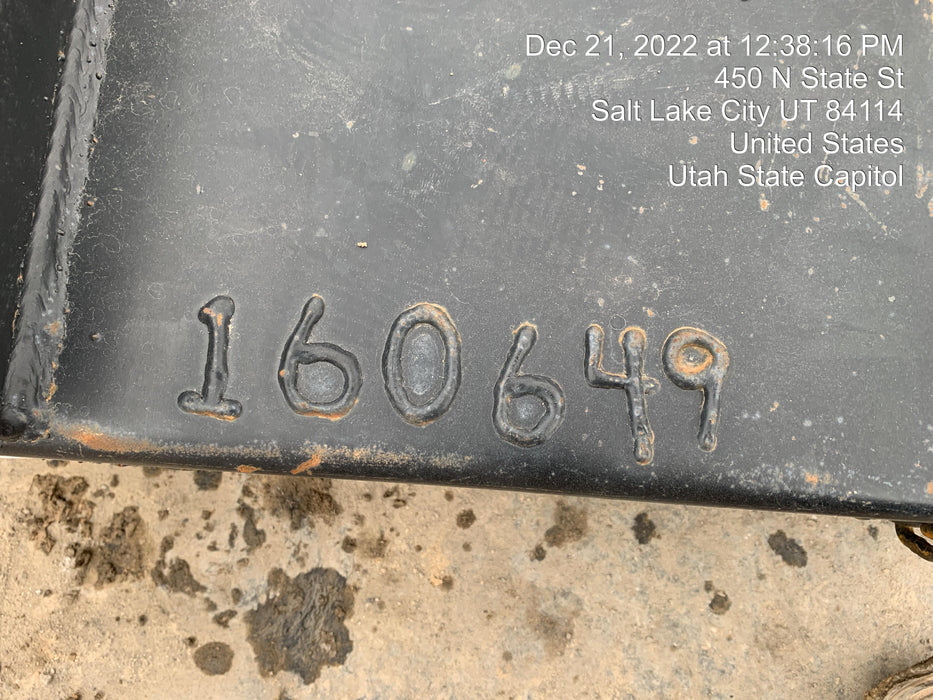 Dec 21, 2022 at 12:38:16 PM
450 N State St
Salt Lake City UT 84114
United States
Utah State Capitol
160649